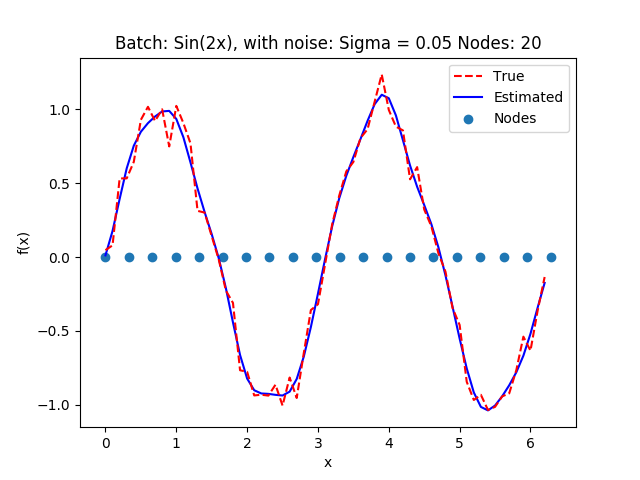 Batch: Sin(2x), with noise: Sigma = 0.05 Nodes: 20
True
Estimated
Nodes
f(x)
1.0
0.5
0.0
−0.5
−1.0
0 1 2 3 4 5 6
x